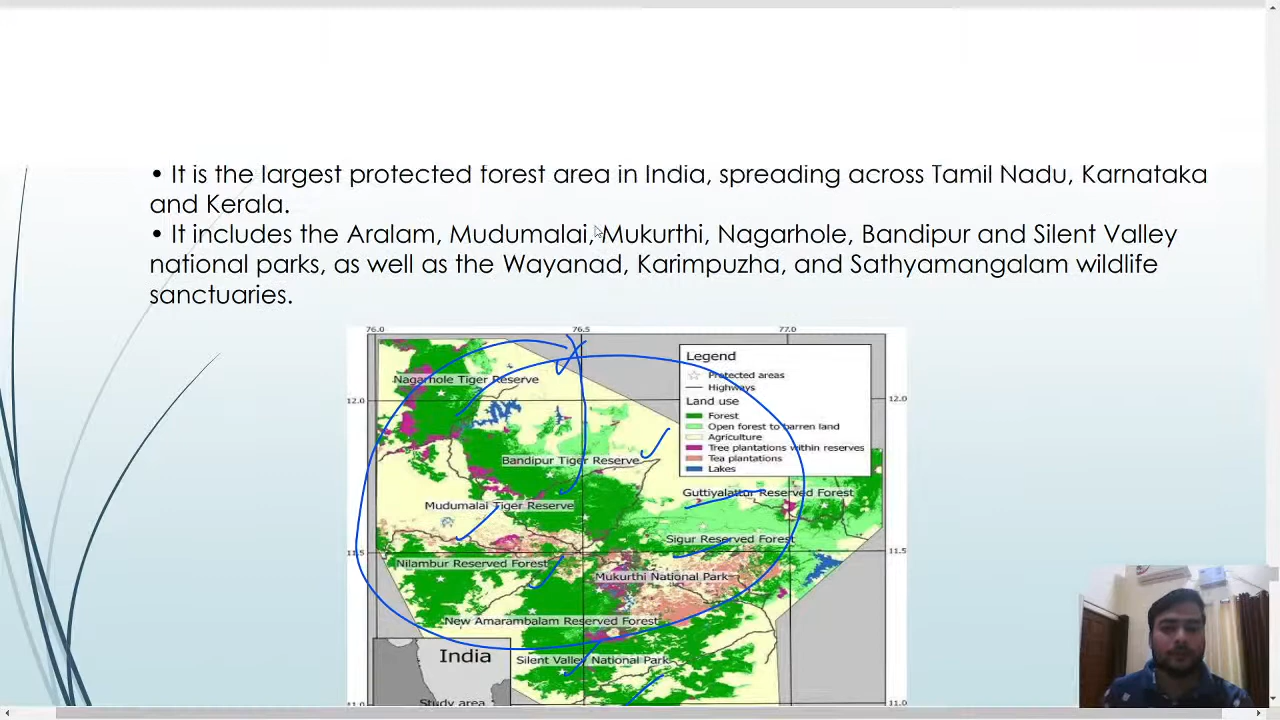 • It is the largest protected forest area in India, spreading across Tamil Nadu, Karnataka
and Kerala.
• It includes the Aralam, Mudumalai, Mukurthi, Nagarhole, Bandipur and Silent Valley
national parks, as well as the Wayanad, Karimpuzha, and Sathyamangalam wildlife
sanctuaries.
76.0 76.5 77.0
Legend
Protected areas
Highways
Land use
Forest
Open forest to barren land
Agriculture
Tree plantations within reserves
Tea plantations
Lakes
Nagarhole Tiger Reserve
12.0 12.0
Bandipur Tiger Reserve
Guttiyalattur Reserved Forest
Mudumalai Tiger Reserve
Sigur Reserved Forest
11.5 11.5
Nilambur Reserved Forest
Mukurthi National Park
New Amarambalam Reserved Forest
India
Silent Valley National Park
Study area
11.0 11.0